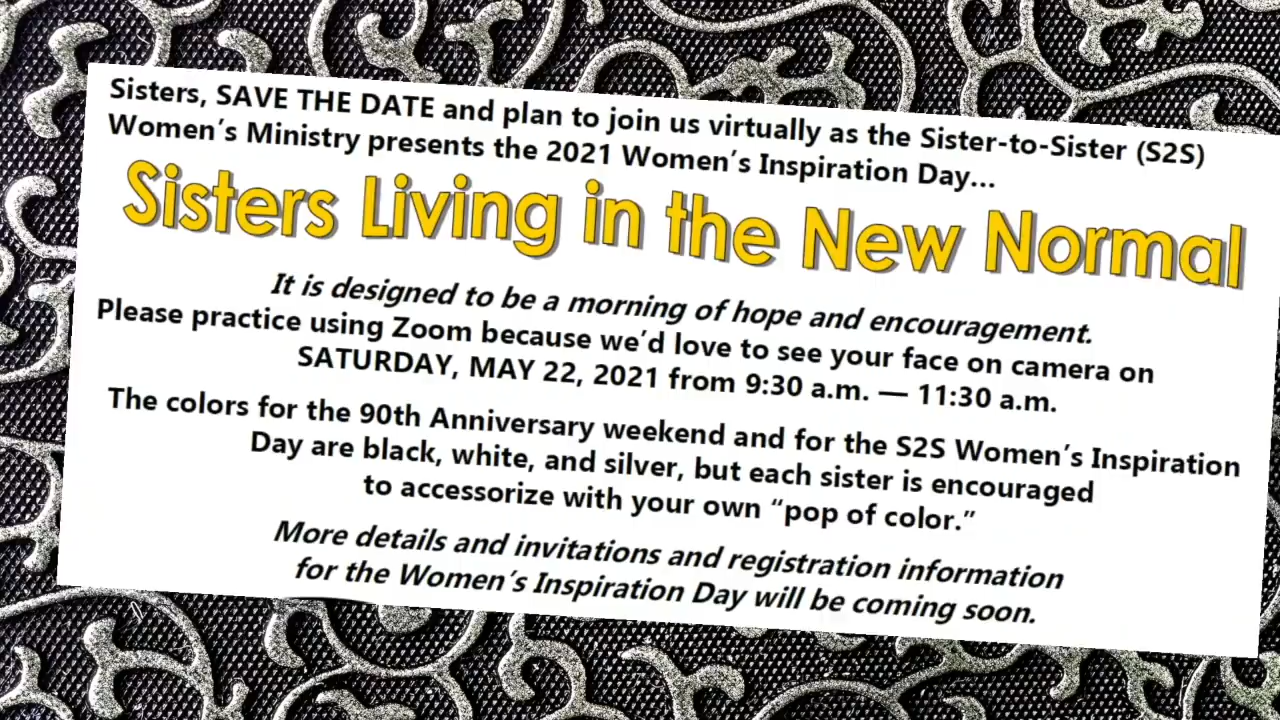 Sisters, SAVE THE DATE and plan to join us virtually as the Sister-to-Sister (S2S)
Women's Ministry presents the 2021 Women's Inspiration Day...
Sisters Living in the New Normal
It is designed to be a morning of hope and encouragement.
Please practice using Zoom because we'd love to see your face on camera on
SATURDAY, MAY 22, 2021 from 9:30 a.m. — 11:30 a.m.
The colors for the 90th Anniversary weekend and for the S2S Women's Inspiration
Day are black, white, and silver, but each sister is encouraged
to accessorize with your own “pop of color.”
More details and invitations and registration information
for the Women's Inspiration Day will be coming soon.